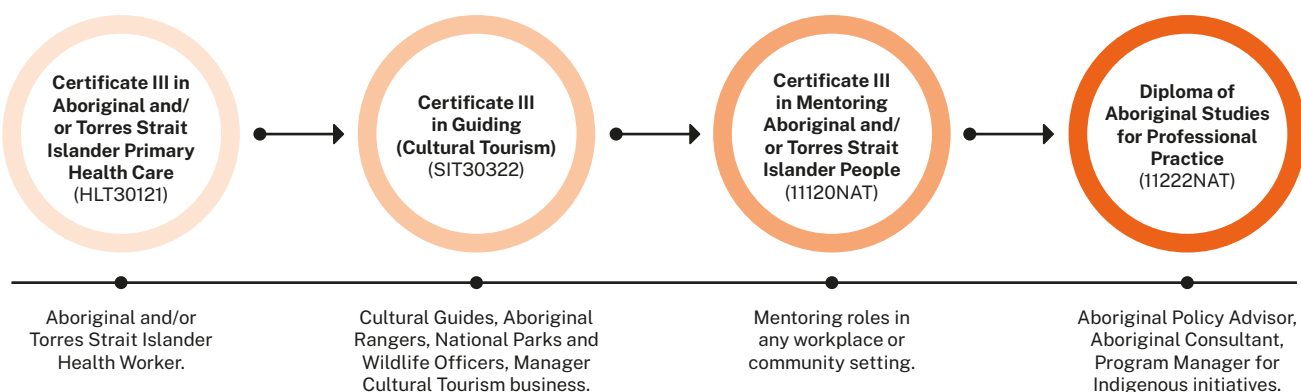 Certificate III in
Aboriginal and/
or Torres Strait
Islander Primary
Health Care
(HLT30121)
Certificate III
in Guiding
(Cultural Tourism)
(SIT30322)
Certificate III
in Mentoring
Aboriginal and/
or Torres Strait
Islander People
(11120NAT)
Diploma of
Aboriginal Studies
for Professional
Practice
(11222NAT)
Aboriginal and/or
Torres Strait Islander
Health Worker.
Cultural Guides, Aboriginal
Rangers, National Parks and
Wildlife Officers, Manager
Cultural Tourism business.
Mentoring roles in
any workplace or
community setting.
Aboriginal Policy Advisor,
Aboriginal Consultant,
Program Manager for
Indigenous initiatives.